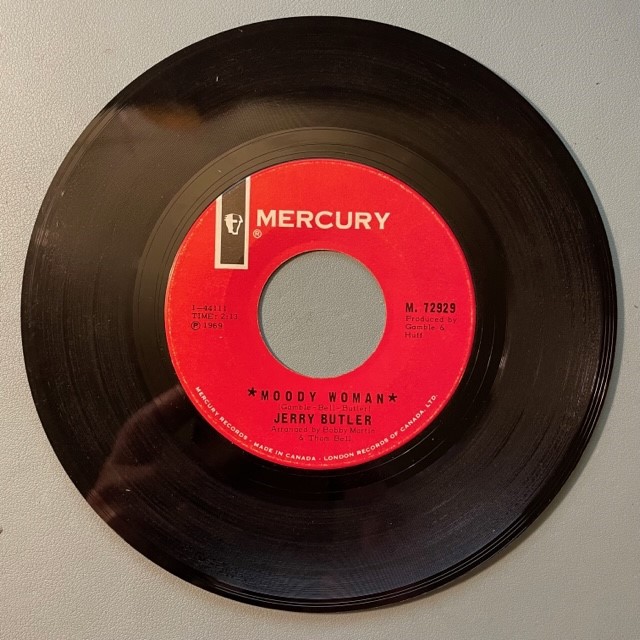 MERCURY
®
1-44111
TIME: 2:13
Ⓟ 1969
M. 72929
Produced by
Gamble &
Huff
★MOODY WOMAN★
(Gamble-Bell-Butler)
JERRY BUTLER
Arranged by Bobby Martin
& Thom Bell
MERCURY RECORDS - MADE IN CANADA - LONDON RECORDS OF CANADA, LTD.